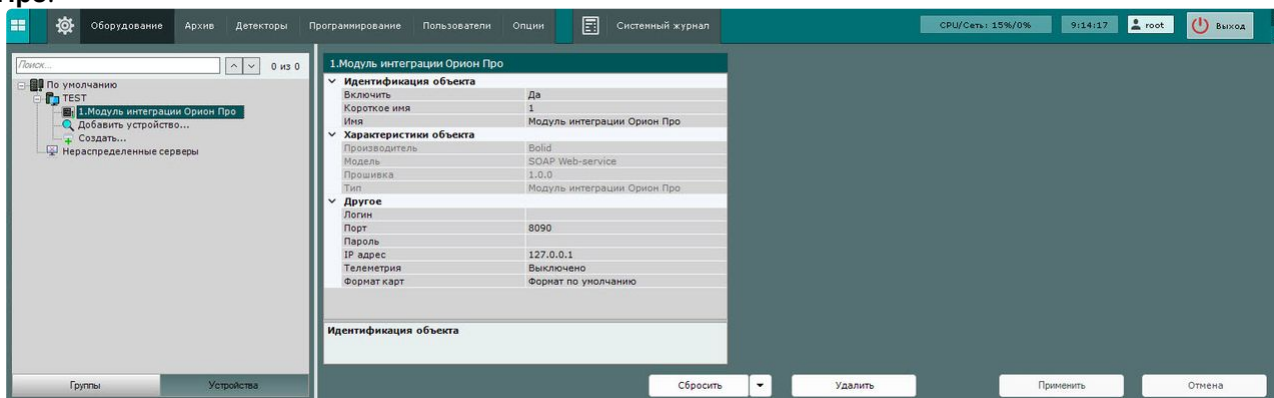 Про.
Оборудование Архив Детекторы Программирование Пользователи Опции Системный журнал CPU/Сеть: 15%/0% 9:14:17 root Выход
Поиск... 0 из 0
По умолчанию
TEST
1.Модуль интеграции Орион Про
Добавить устройство...
Создать...
Нераспределенные серверы
Группы Устройства
1.Модуль интеграции Орион Про
Идентификация объекта
Включить Да
Короткое имя 1
Имя Модуль интеграции Орион Про
Характеристики объекта
Производитель Bolid
Модель SOAP Web-service
Прошивка 1.0.0
Тип Модуль интеграции Орион Про
Другое
Логин
Порт 8090
Пароль
IP адрес 127.0.0.1
Телеметрия Выключено
Формат карт Формат по умолчанию
Идентификация объекта
Сбросить Удалить Применить Отмена